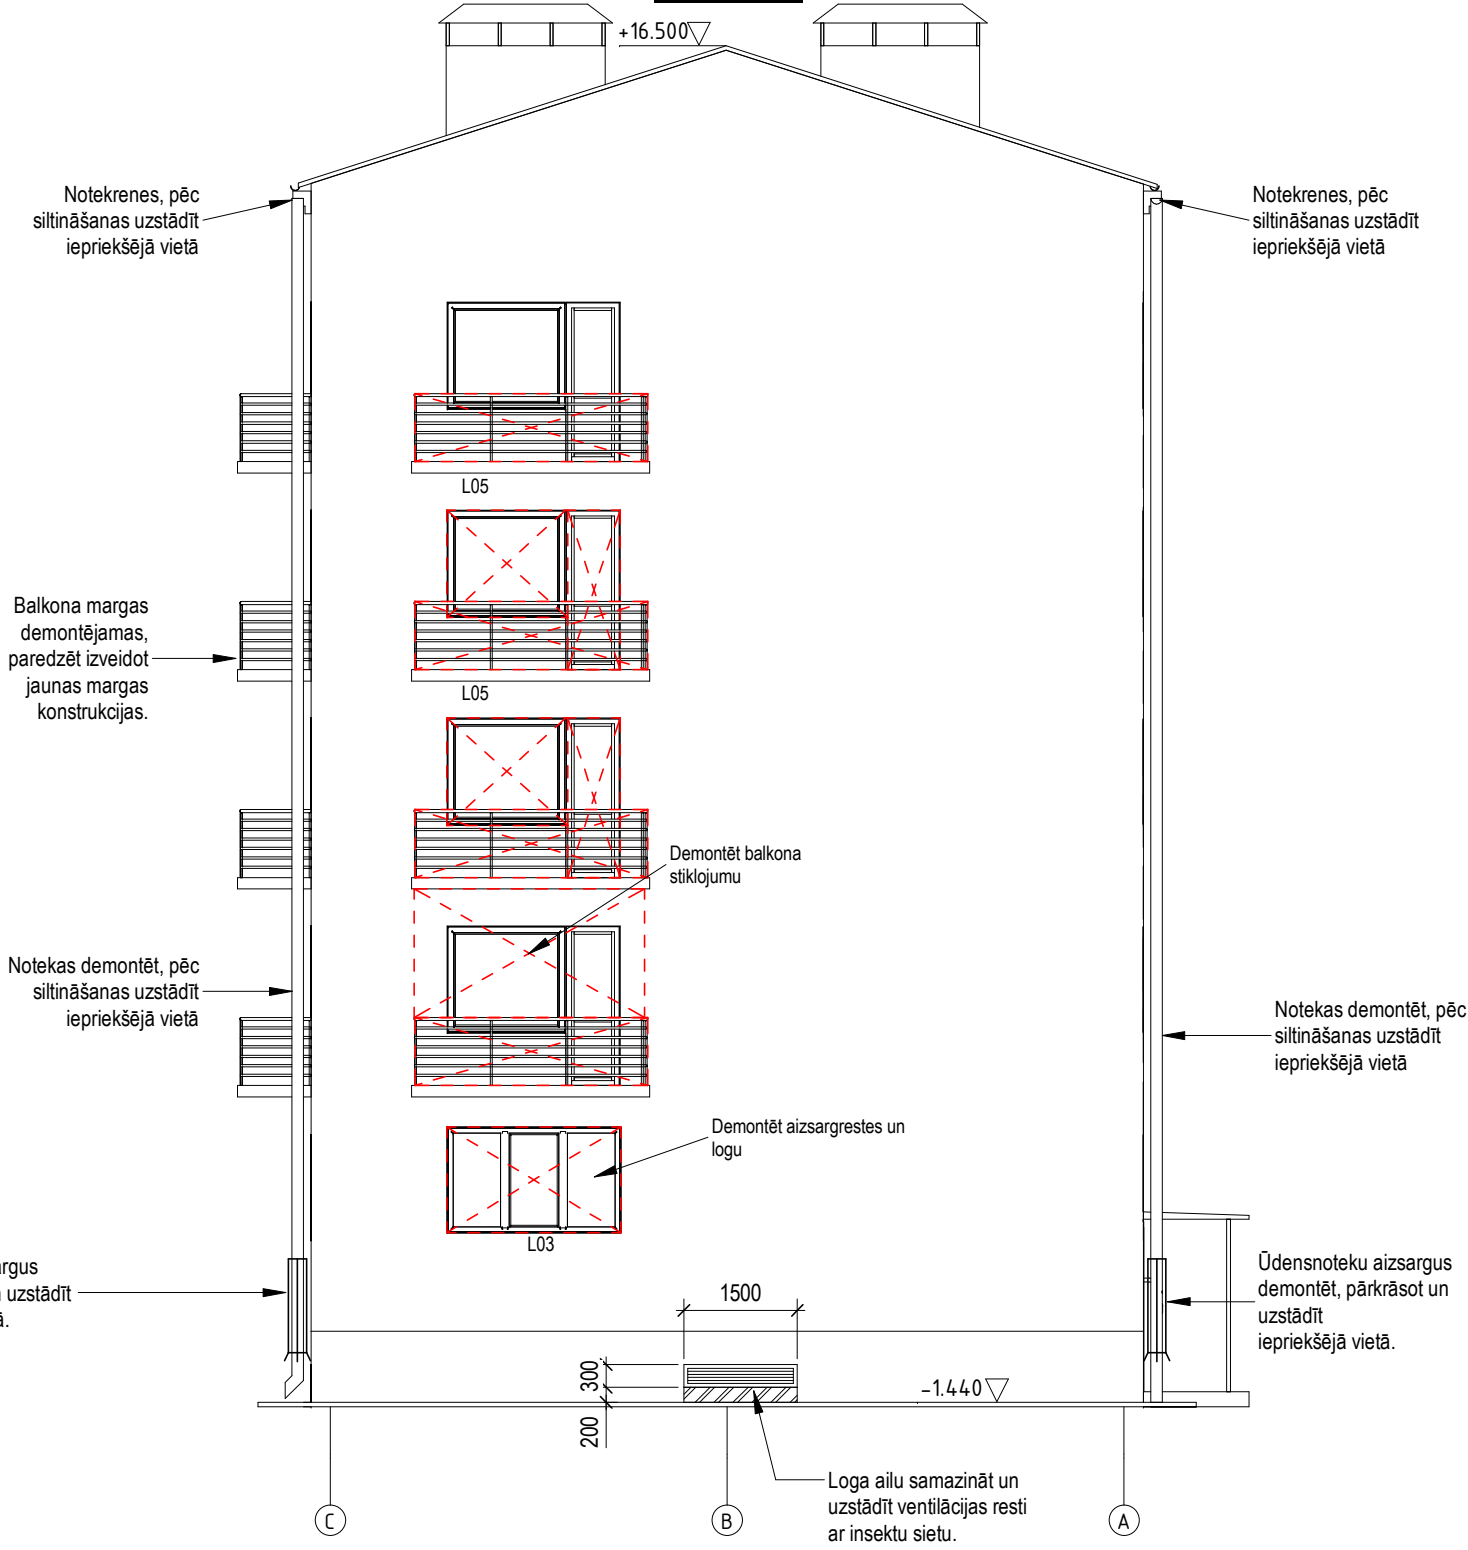 +16.500
Notekrenes, pēc
siltināšanas uzstādīt
iepriekšējā vietā
Notekrenes, pēc
siltināšanas uzstādīt
iepriekšējā vietā
L05
Balkona margas
demontējamas,
paredzēt izveidot
jaunas margas
konstrukcijas.
L05
Demontēt balkona
stiklojumu
Notekas demontēt, pēc
siltināšanas uzstādīt
iepriekšējā vietā
Notekas demontēt, pēc
siltināšanas uzstādīt
iepriekšējā vietā
Demontēt aizsargrestes un
logu
L03
uzstādīt
Ūdensnoteku aizsargus
demontēt, pārkrāsot un
uzstādīt
iepriekšējā vietā.
1500
300
200
-1.440
Loga ailu samazināt un
uzstādīt ventilācijas resti
ar insektu sietu.
C
B
A